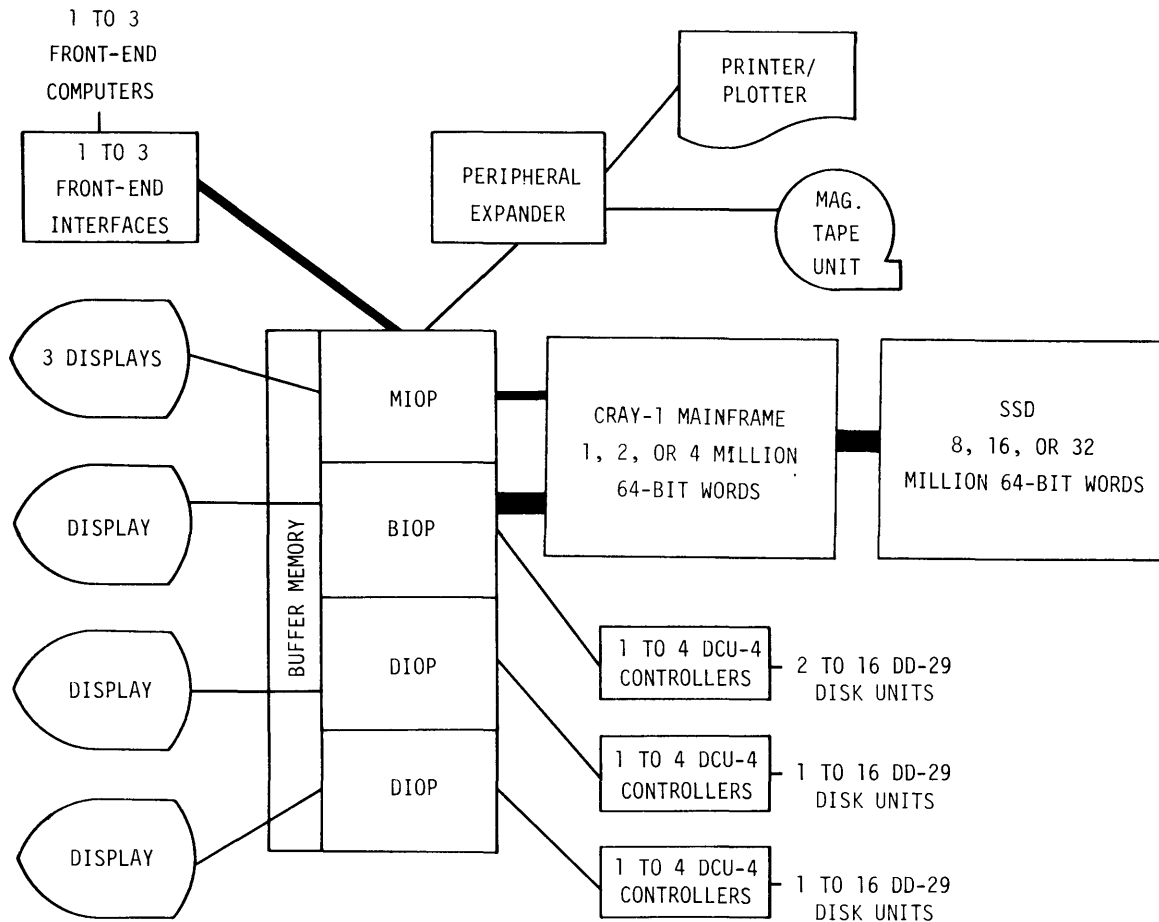 1 TO 3
FRONT-END
COMPUTERS
1 TO 3
FRONT-END
INTERFACES
PERIPHERAL
EXPANDER
PRINTER/
PLOTTER
MAG.
TAPE
UNIT
3 DISPLAYS
DISPLAY
DISPLAY
DISPLAY
BUFFER MEMORY
MIOP
BIOP
DIOP
DIOP
CRAY-1 MAINFRAME
1, 2, OR 4 MILLION
64-BIT WORDS
SSD
8, 16, OR 32
MILLION 64-BIT WORDS
1 TO 4 DCU-4
CONTROLLERS
2 TO 16 DD-29
DISK UNITS
1 TO 4 DCU-4
CONTROLLERS
1 TO 16 DD-29
DISK UNITS
1 TO 4 DCU-4
CONTROLLERS
1 TO 16 DD-29
DISK UNITS